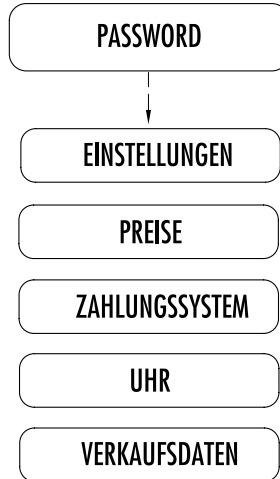 PASSWORD
EINSTELLUNGEN
PREISE
ZAHLUNGSSYSTEM
UHR
VERKAUFSDATEN